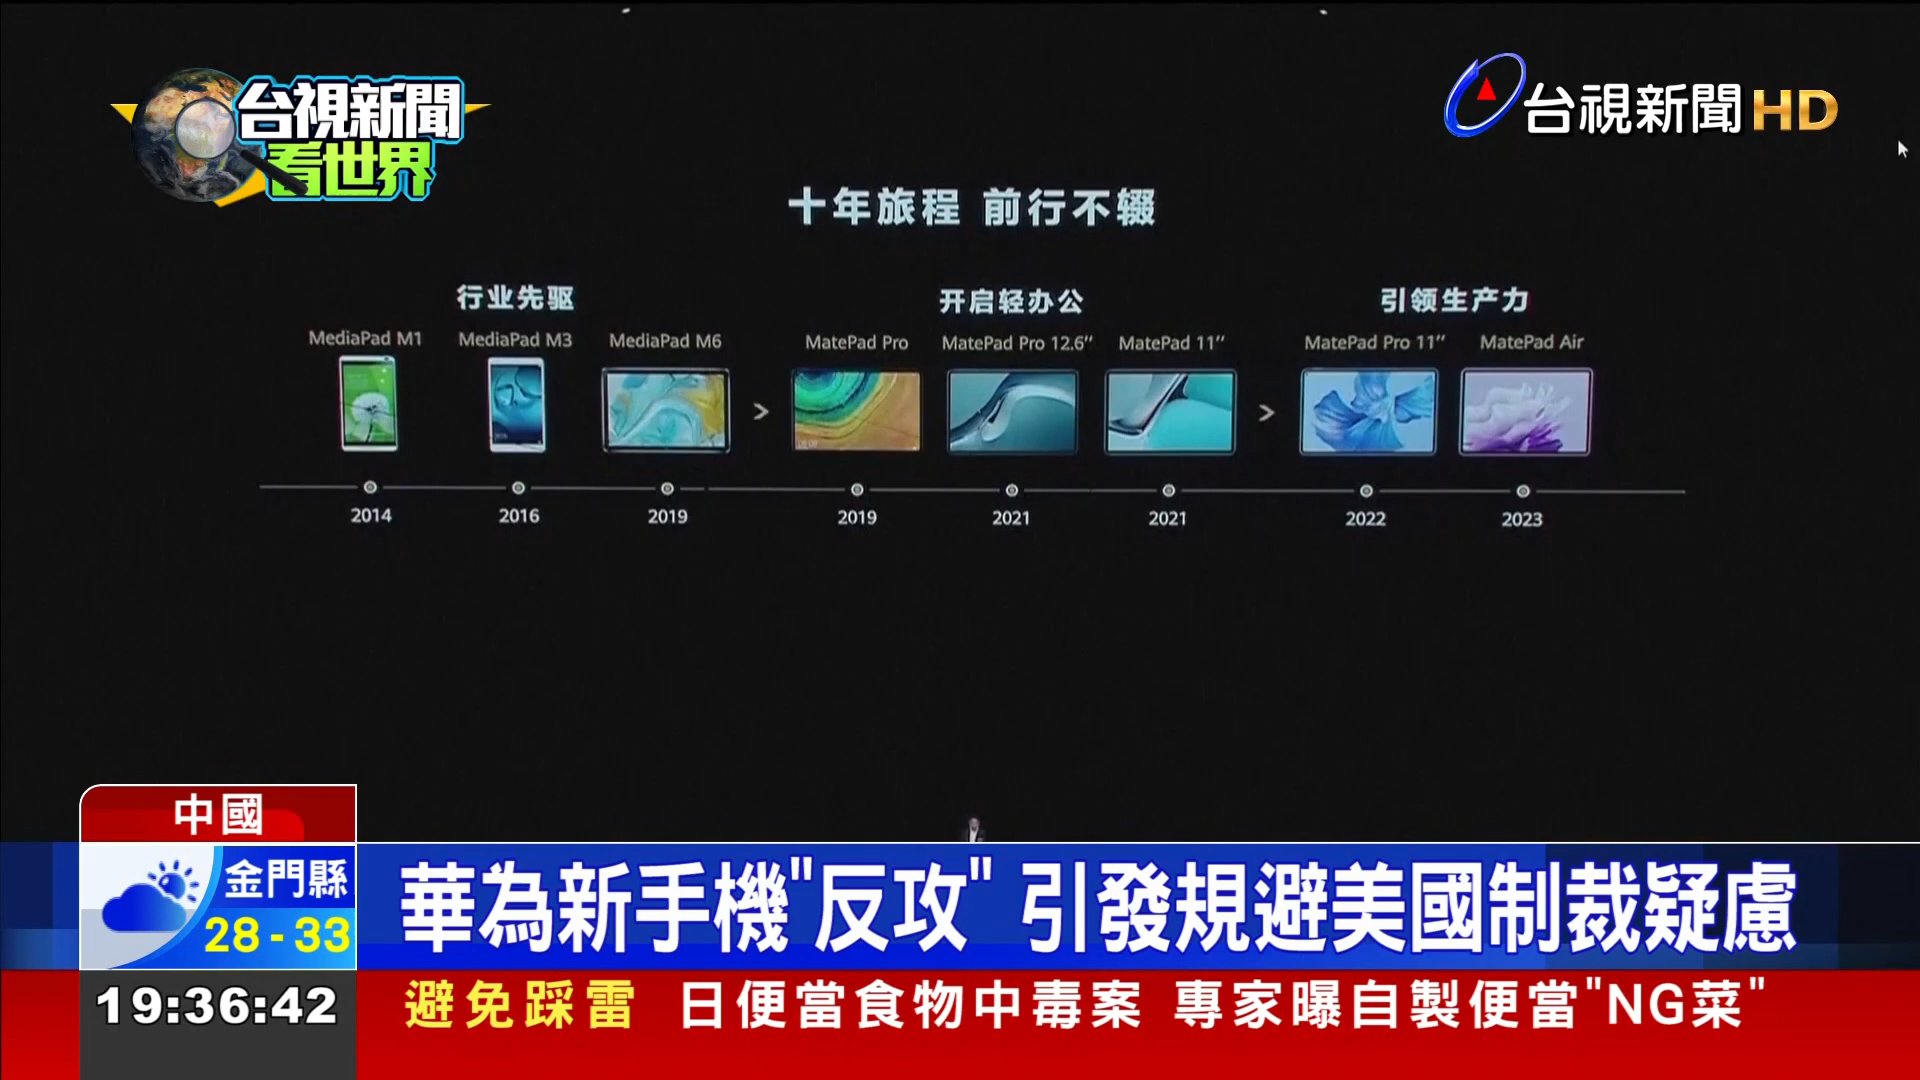 台視新聞
看世界
台視新聞HD
十年旅程 前行不辍
行业先驱
开启轻办公
引领生产力
MediaPad M1
MediaPad M3
MediaPad M6
MatePad Pro
MatePad Pro 12.6″
MatePad 11″
MatePad Pro 11″
MatePad Air
2014
2016
2019
2019
2021
2021
2022
2023
中國
金門縣
28-33
華為新手機"反攻" 引發規避美國制裁疑慮
19:36:42
避免踩雷 日便當食物中毒案 專家曝自製便當"NG菜"